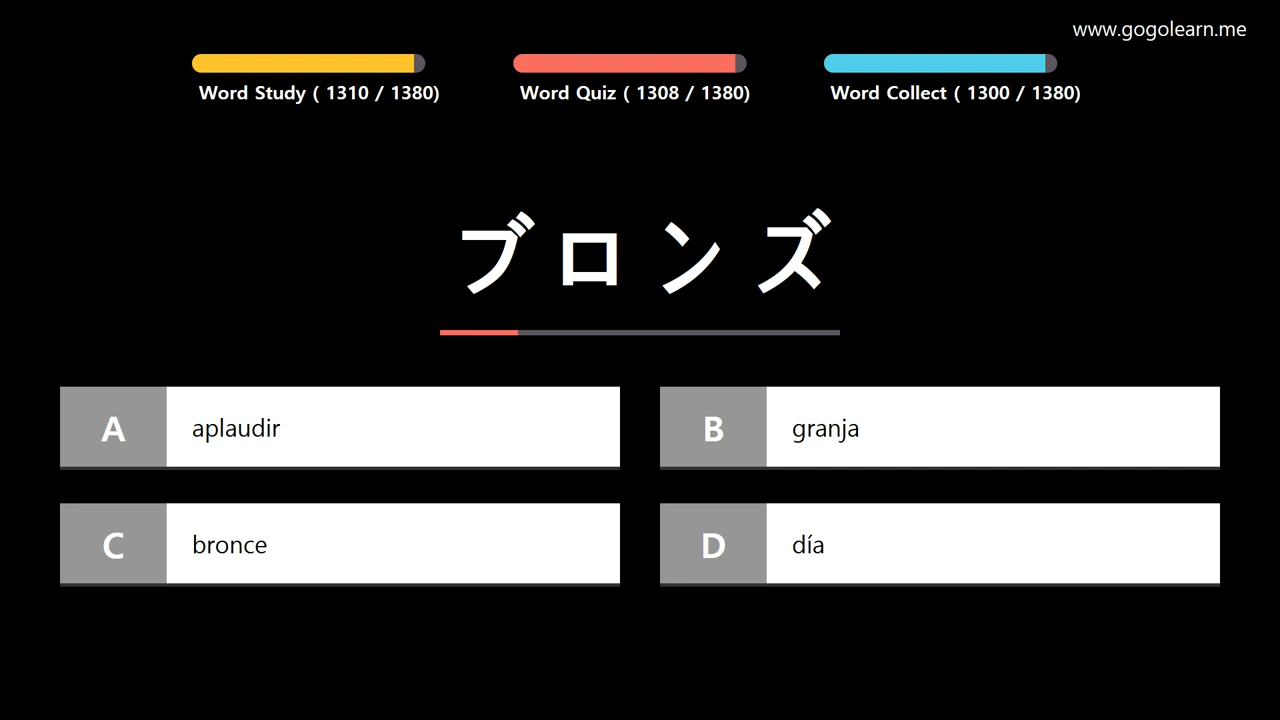 www.gogolearn.me
Word Study ( 1310 / 1380)
Word Quiz ( 1308 / 1380)
Word Collect ( 1300 / 1380)
ブロンズ
A aplaudir
B granja
C bronce
D día